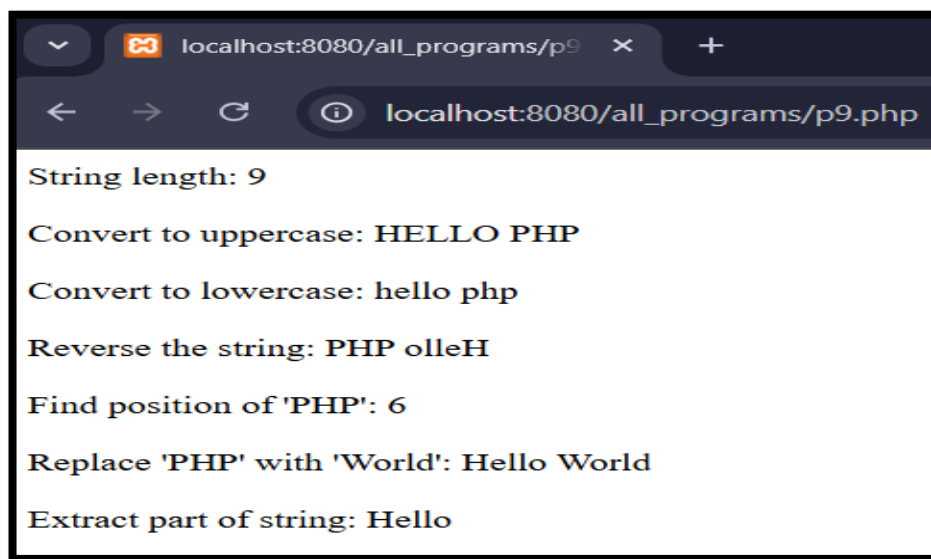 localhost:8080/all_programs/p9
localhost:8080/all_programs/p9.php
String length: 9
Convert to uppercase: HELLO PHP
Convert to lowercase: hello php
Reverse the string: PHP olleH
Find position of 'PHP': 6
Replace 'PHP' with 'World': Hello World
Extract part of string: Hello